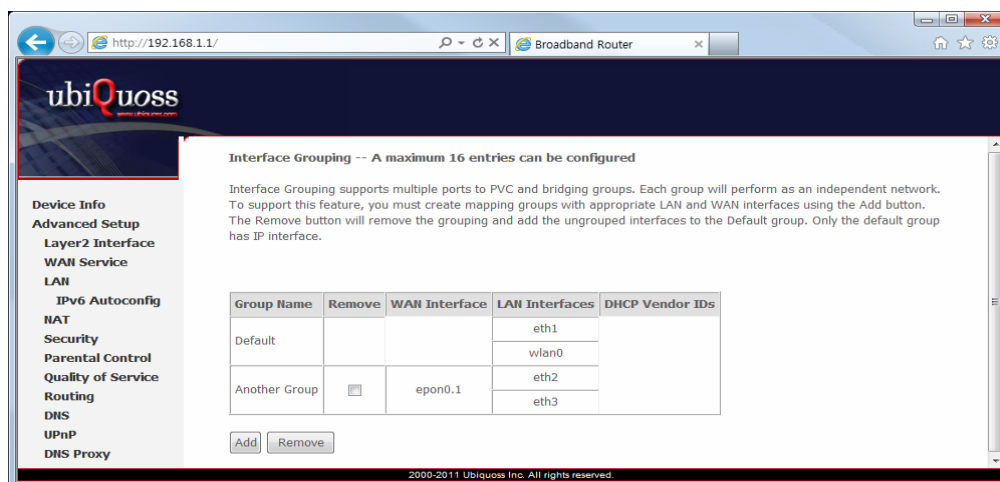 http://192.168.1.1/
Broadband Router
ubiQuoss
www.ubiquoss.com
Device Info
Advanced Setup
Layer2 Interface
WAN Service
LAN
IPv6 Autoconfig
NAT
Security
Parental Control
Quality of Service
Routing
DNS
UPnP
DNS Proxy
Interface Grouping -- A maximum 16 entries can be configured
Interface Grouping supports multiple ports to PVC and bridging groups. Each group will perform as an independent network.
To support this feature, you must create mapping groups with appropriate LAN and WAN interfaces using the Add button.
The Remove button will remove the grouping and add the ungrouped interfaces to the Default group. Only the default group
has IP interface.
Group Name Remove WAN Interface LAN Interfaces DHCP Vendor IDs
Default eth1
wlan0
Another Group epon0.1 eth2
eth3
Add Remove
2000-2011 Ubiquoss Inc. All rights reserved.